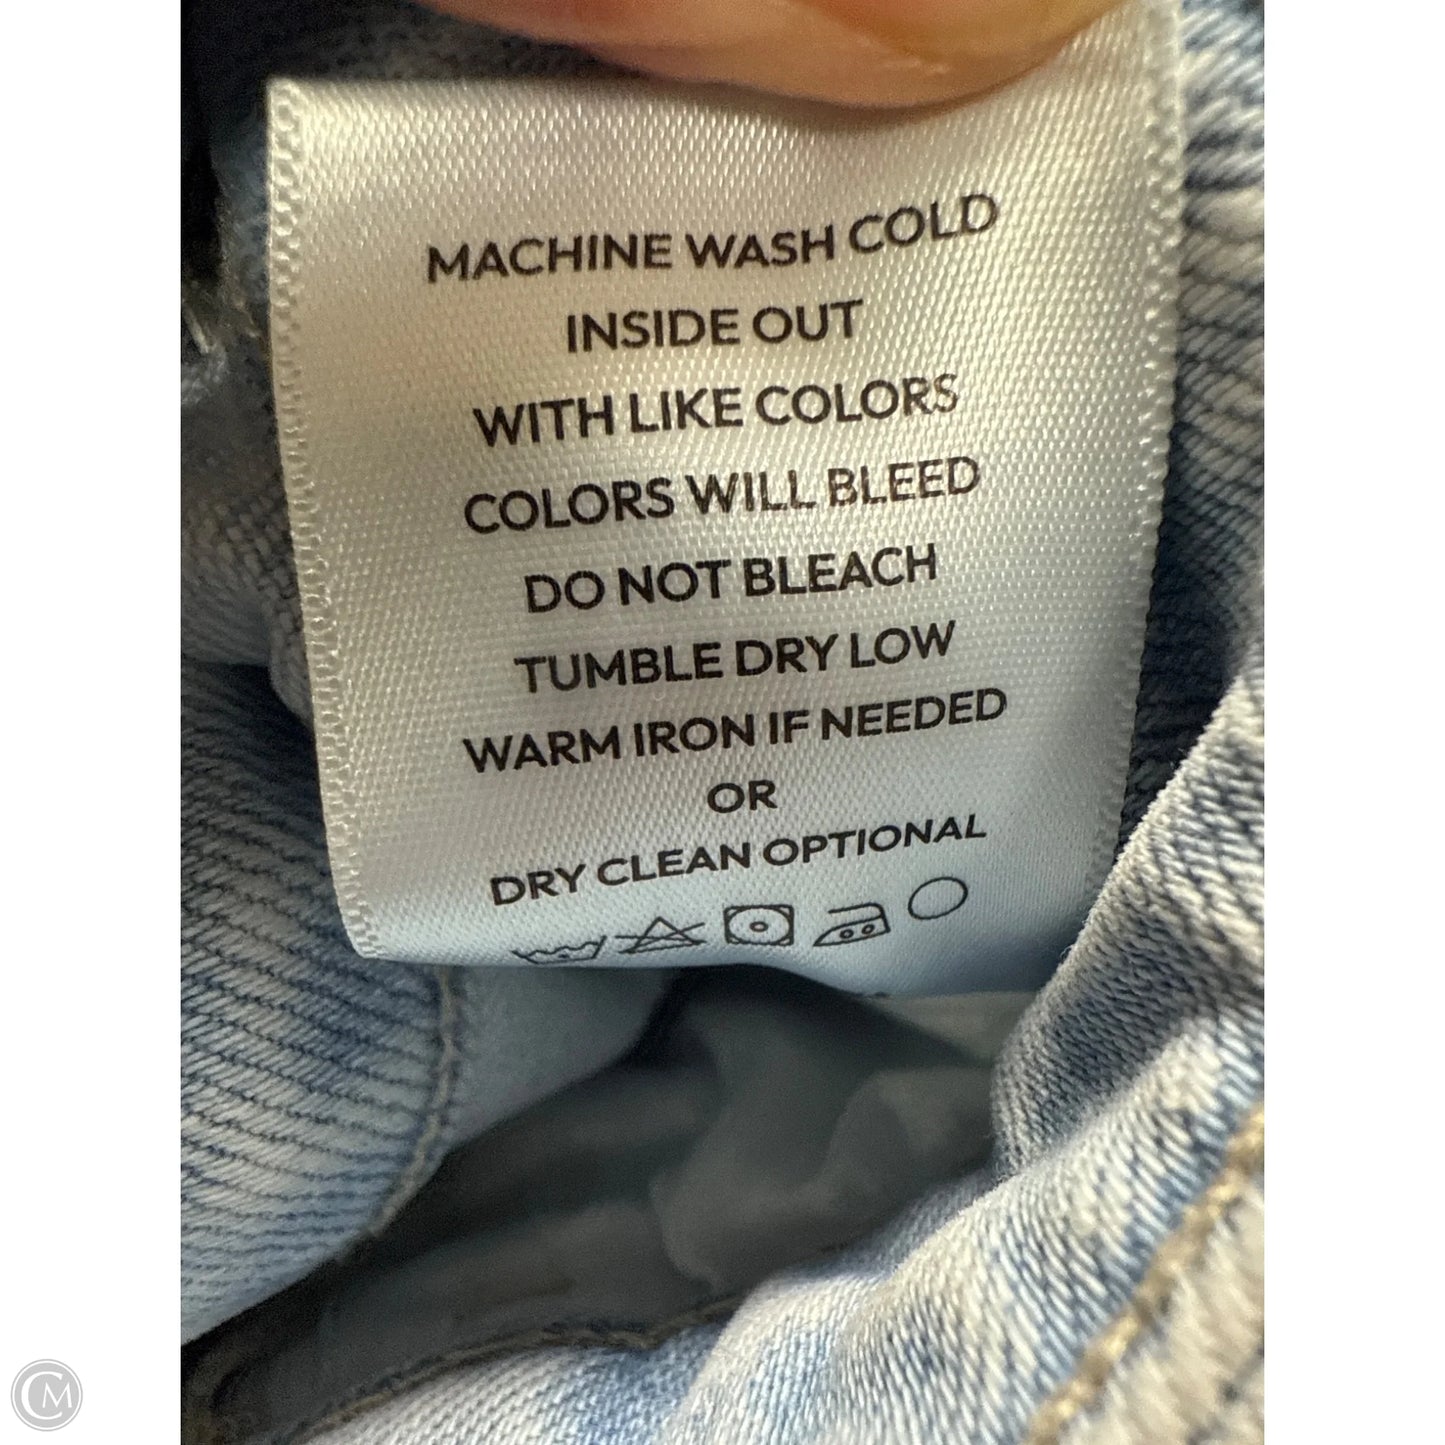 MACHINE WASH COLD
INSIDE OUT
WITH LIKE COLORS
COLORS WILL BLEED
DO NOT BLEACH
TUMBLE DRY LOW
WARM IRON IF NEEDED
OR
DRY CLEAN OPTIONAL
CM